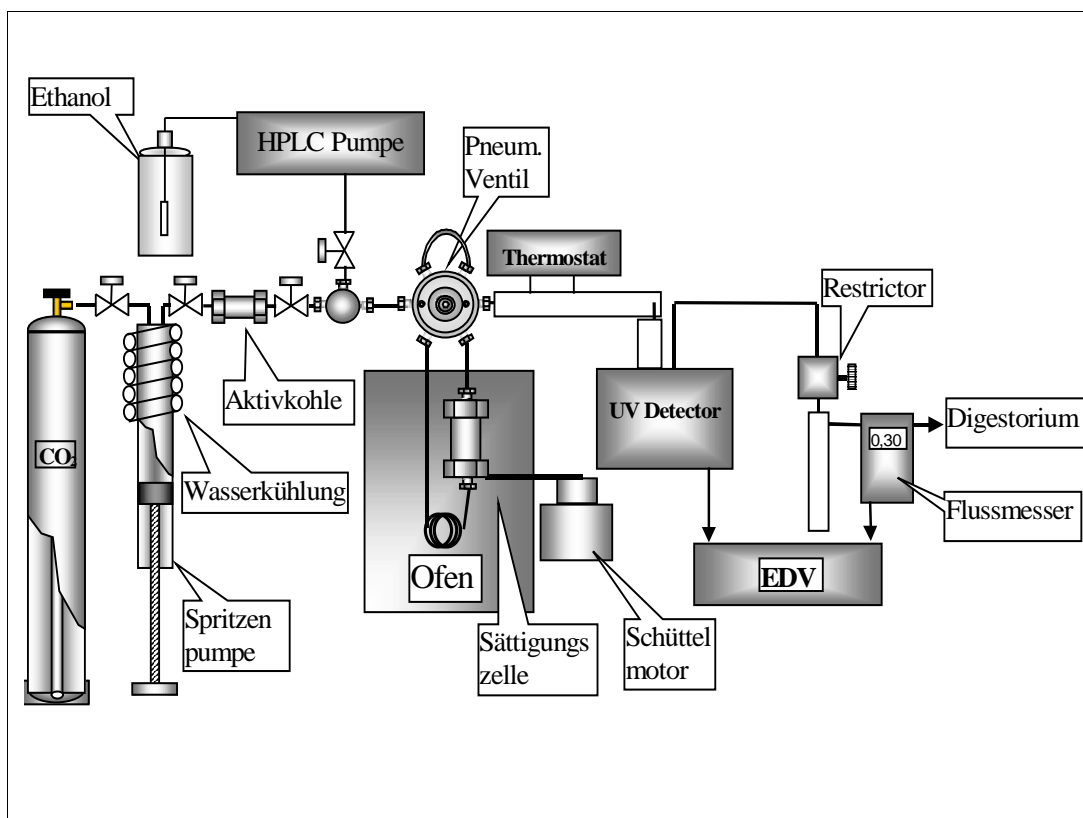 Ethanol
HPLC Pumpe
Pneum.
Ventil
Thermostat
Restrictor
Aktivkohle
UV Detector
CO2
0,30
Digestorium
Wasserkühlung
Flussmesser
Ofen
EDV
Spritzen
pumpe
Sättigungs
zelle
Schüttel
motor